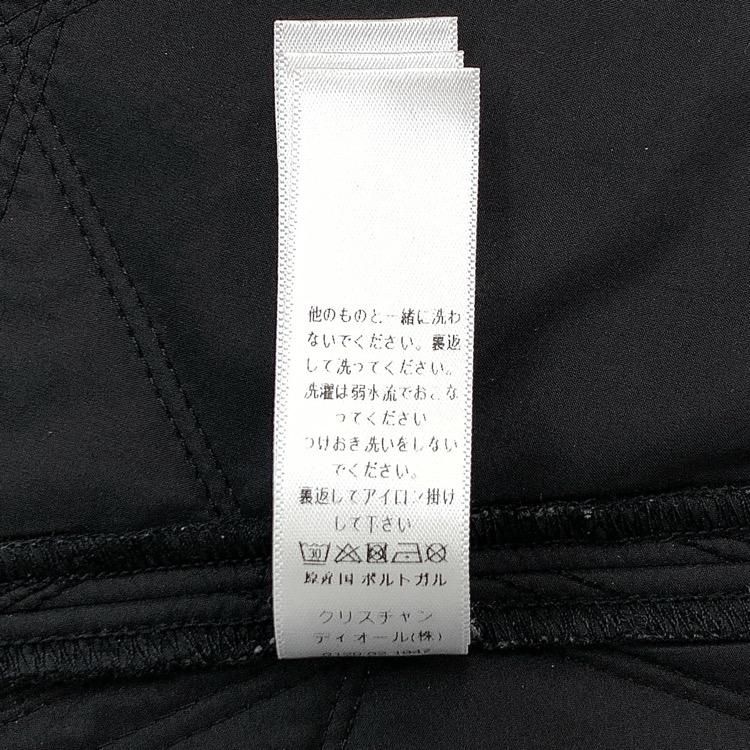 他のものと一緒に洗わ
ないでください。裏返
して洗ってください。
洗濯は弱水流でおこな
ってください
つけおき洗いをしない
でください。
裏返してアイロン掛け
して下さい
30
原産国 ポルトガル
クリスチャン
ディオール(株)
0120 02 1947